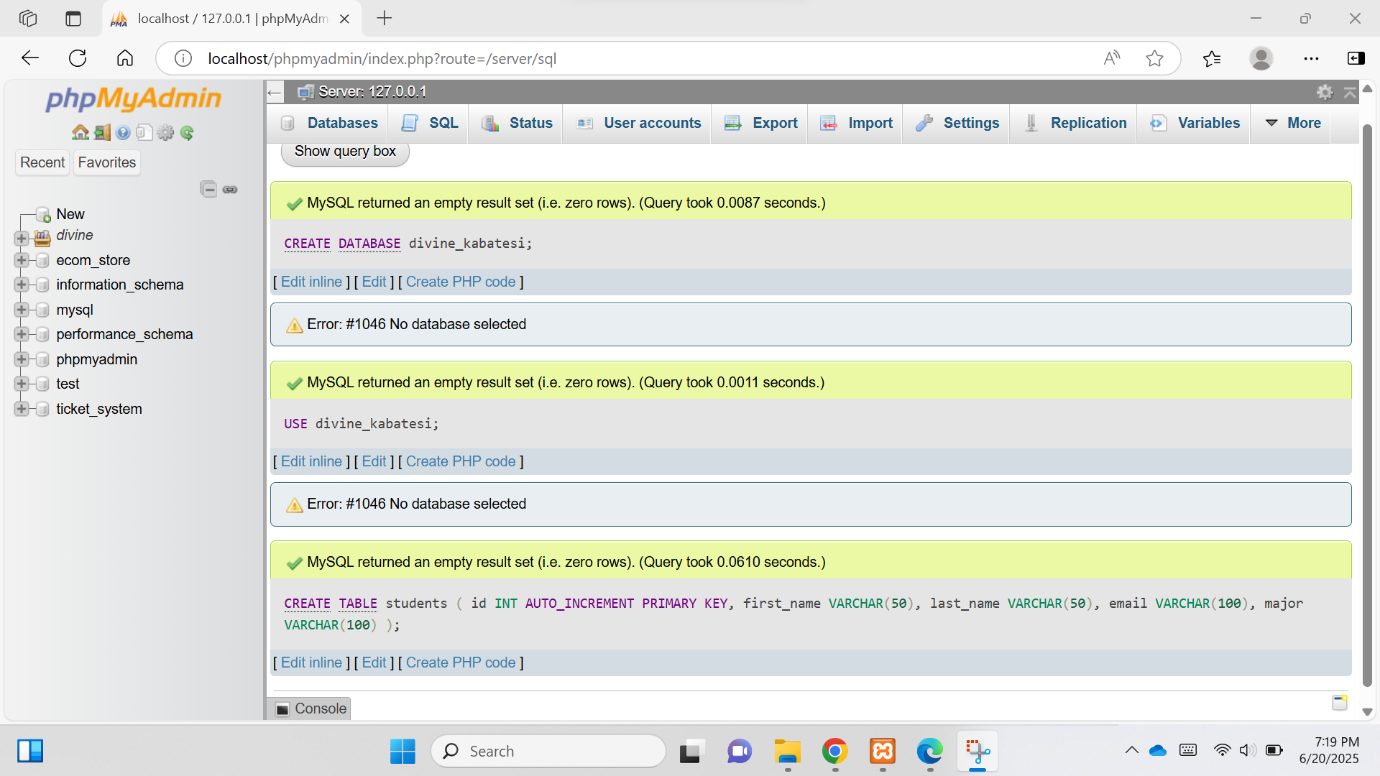 localhost / 127.0.0.1 | phpMyAdm
localhost/phpmyadmin/index.php?route=/server/sql
phpMyAdmin
Recent
Favorites
New
divine
ecom_store
information_schema
mysql
performance_schema
phpmyadmin
test
ticket_system
Server: 127.0.0.1
Databases
SQL
Status
User accounts
Export
Import
Settings
Replication
Variables
More
Show query box
MySQL returned an empty result set (i.e. zero rows). (Query took 0.0087 seconds.)
CREATE DATABASE divine_kabatesi;
[ Edit inline ] [ Edit ] [ Create PHP code ]
Error: #1046 No database selected
MySQL returned an empty result set (i.e. zero rows). (Query took 0.0011 seconds.)
USE divine_kabatesi;
[ Edit inline ] [ Edit ] [ Create PHP code ]
Error: #1046 No database selected
MySQL returned an empty result set (i.e. zero rows). (Query took 0.0610 seconds.)
CREATE TABLE students ( id INT AUTO_INCREMENT PRIMARY KEY, first_name VARCHAR(50), last_name VARCHAR(50), email VARCHAR(100), major
VARCHAR(100) );
[ Edit inline ] [ Edit ] [ Create PHP code ]
Console
Search
7:19 PM
6/20/2025